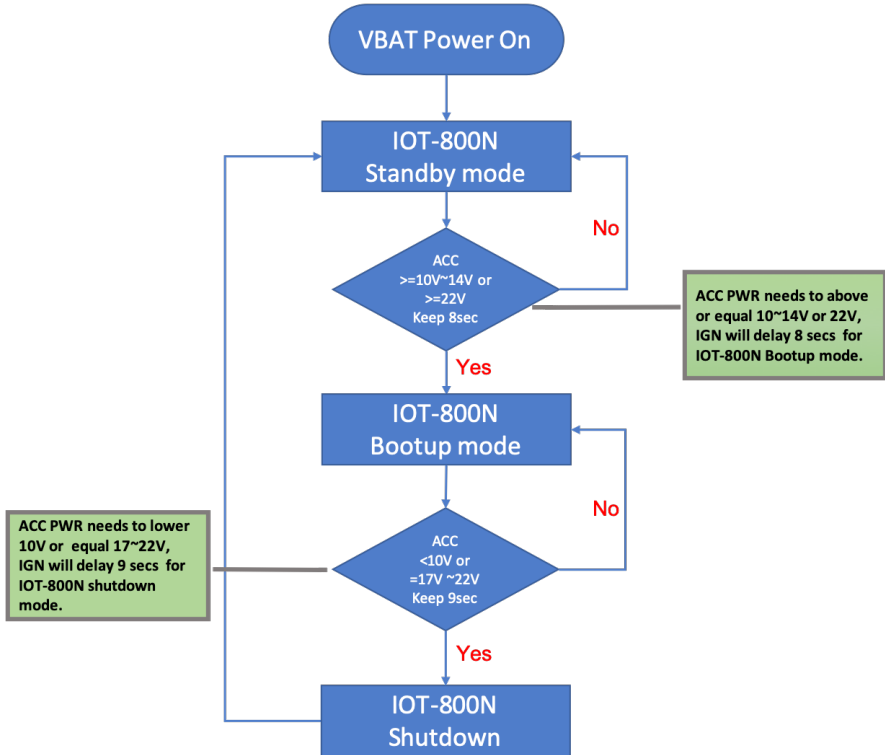 VBAT Power On
IOT-800N
Standby mode
No
ACC
>=10V~14V or
>=22V
Keep 8sec
ACC PWR needs to above
or equal 10~14V or 22V,
IGN will delay 8 secs for
IOT-800N Bootup mode.
Yes
IOT-800N
Bootup mode
No
ACC PWR needs to lower
10V or equal 17~22V,
IGN will delay 9 secs for
IOT-800N shutdown
mode.
ACC
<10V or
=17V ~22V
Keep 9sec
Yes
IOT-800N
Shutdown